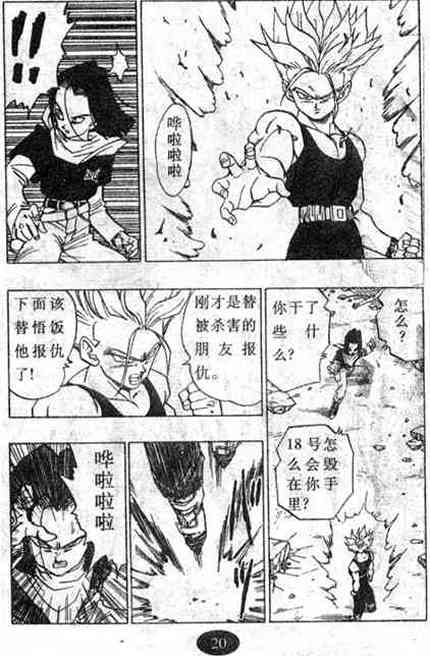 哗啦啦啦
!!
怎么?
你干了
些什
么?
18号怎
么会毁
在你手
里?
刚才是替
被杀害的
朋友报
仇。
下面该
替悟饭
他报仇
了!
哗啦啦啦
20